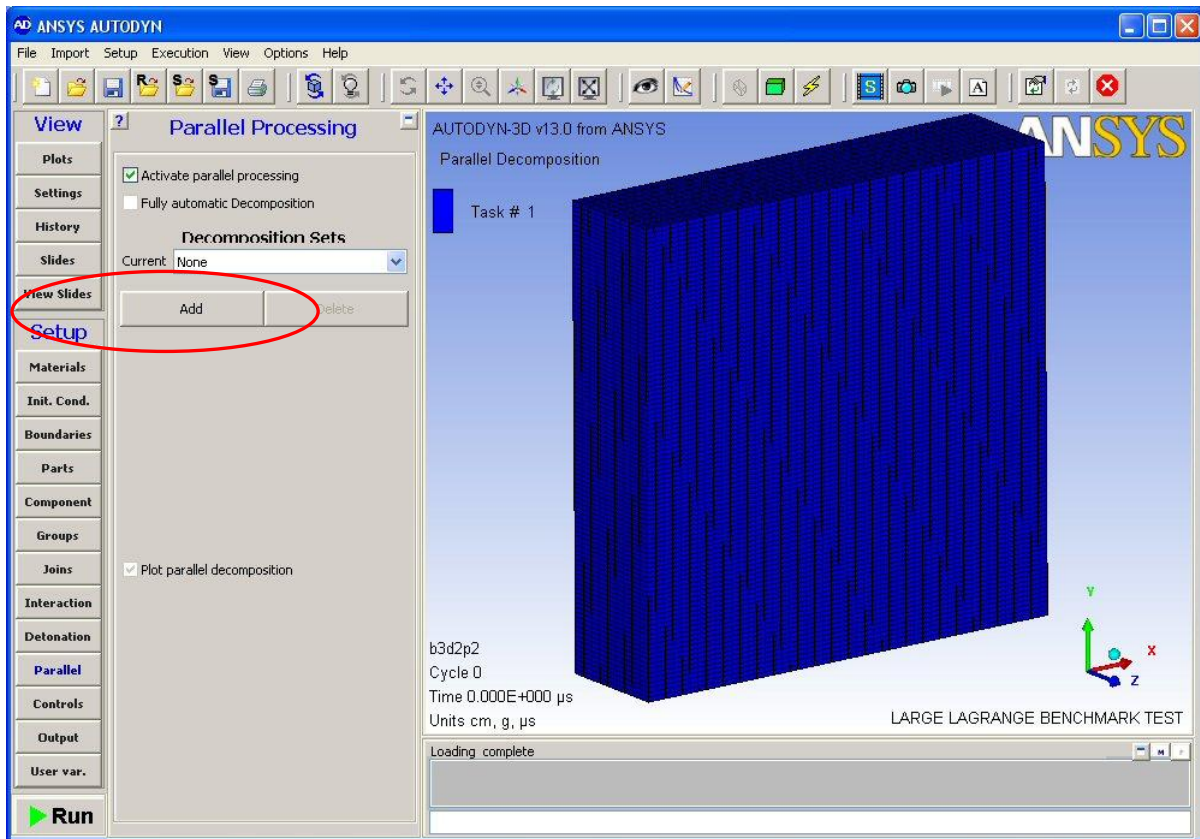 AD ANSYS AUTODYN
File Import Setup Execution View Options Help
R S S S A
View
Plots
Settings
History
Slides
View Slides
Setup
Materials
Init. Cond.
Boundaries
Parts
Component
Groups
Joins
Interaction
Detonation
Parallel
Controls
Output
User var.
Run
? Parallel Processing
Activate parallel processing
Fully automatic Decomposition
Decomposition Sets
Current None
Add Delete
Plot parallel decomposition
AUTODYN-3D v13.0 from ANSYS
ANSYS
Parallel Decomposition
Task # 1
Y
X
Z
b3d2p2
Cycle 0
Time 0.000E+000 µs
Units cm, g, µs
LARGE LAGRANGE BENCHMARK TEST
Loading complete
M